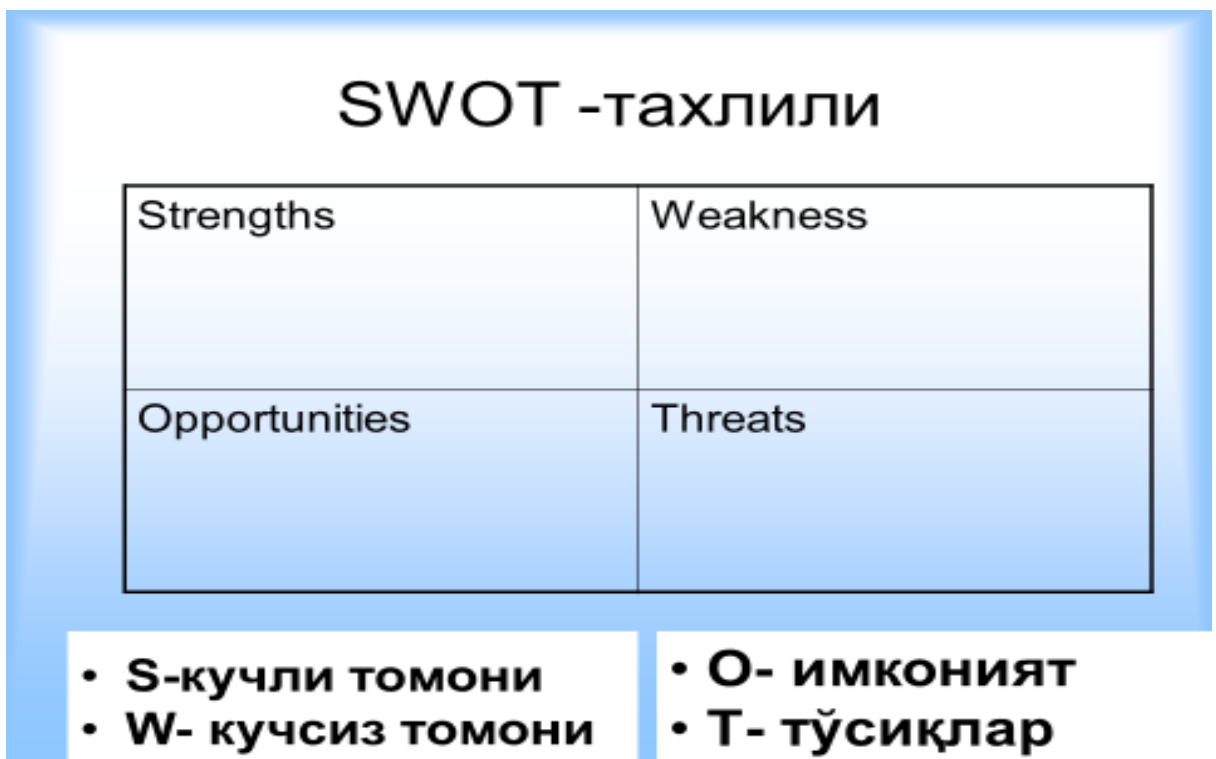 SWOT -тахлили
Strengths
Weakness
Opportunities
Threats
• S-кучли томони
• W- кучсиз томони
• O- имконият
• T- тўсиқлар